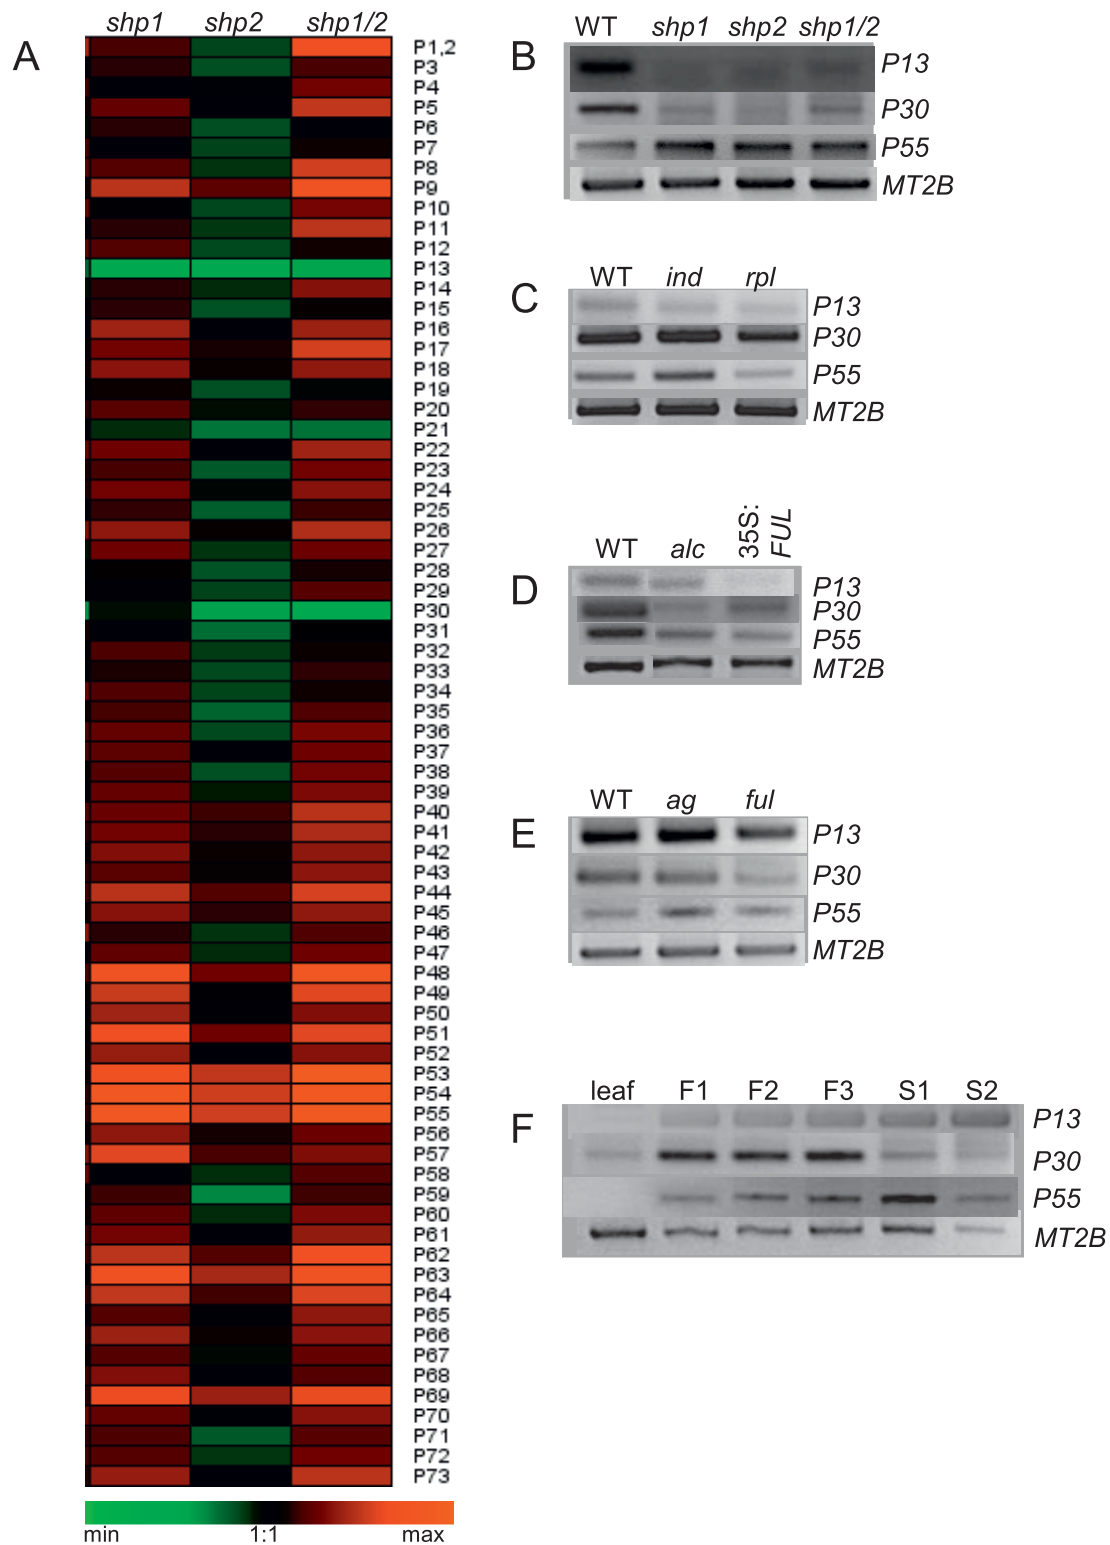 A
shp1 shp2 shp1/2
P1,2
P3
P4
P5
P6
P7
P8
P9
P10
P11
P12
P13
P14
P15
P16
P17
P18
P19
P20
P21
P22
P23
P24
P25
P26
P27
P28
P29
P30
P31
P32
P33
P34
P35
P36
P37
P38
P39
P40
P41
P42
P43
P44
P45
P46
P47
P48
P49
P50
P51
P52
P53
P54
P55
P56
P57
P58
P59
P60
P61
P62
P63
P64
P65
P66
P67
P68
P69
P70
P71
P72
P73
min 1:1 max
B
WT shp1 shp2 shp1/2
P13
P30
P55
MT2B
C
WT ind rpl
P13
P30
P55
MT2B
D
WT alc 35S:
FUL
P13
P30
P55
MT2B
E
WT ag ful
P13
P30
P55
MT2B
F
leaf F1 F2 F3 S1 S2
P13
P30
P55
MT2B